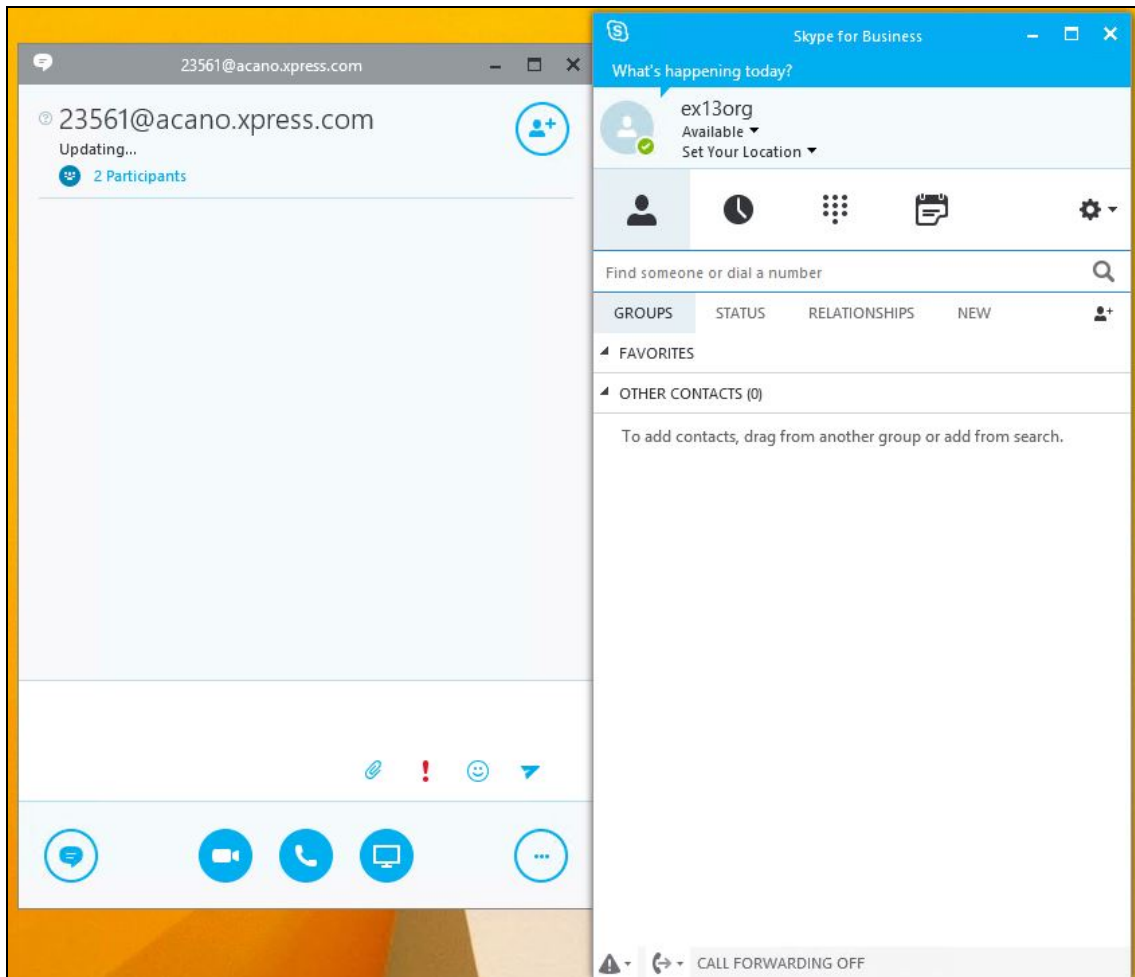 23561@acano.xpress.com
23561@acano.xpress.com
Updating...
2 Participants
Skype for Business
What's happening today?
ex13org
Available
Set Your Location
Find someone or dial a number
GROUPS STATUS RELATIONSHIPS NEW
FAVORITES
OTHER CONTACTS (0)
To add contacts, drag from another group or add from search.
CALL FORWARDING OFF